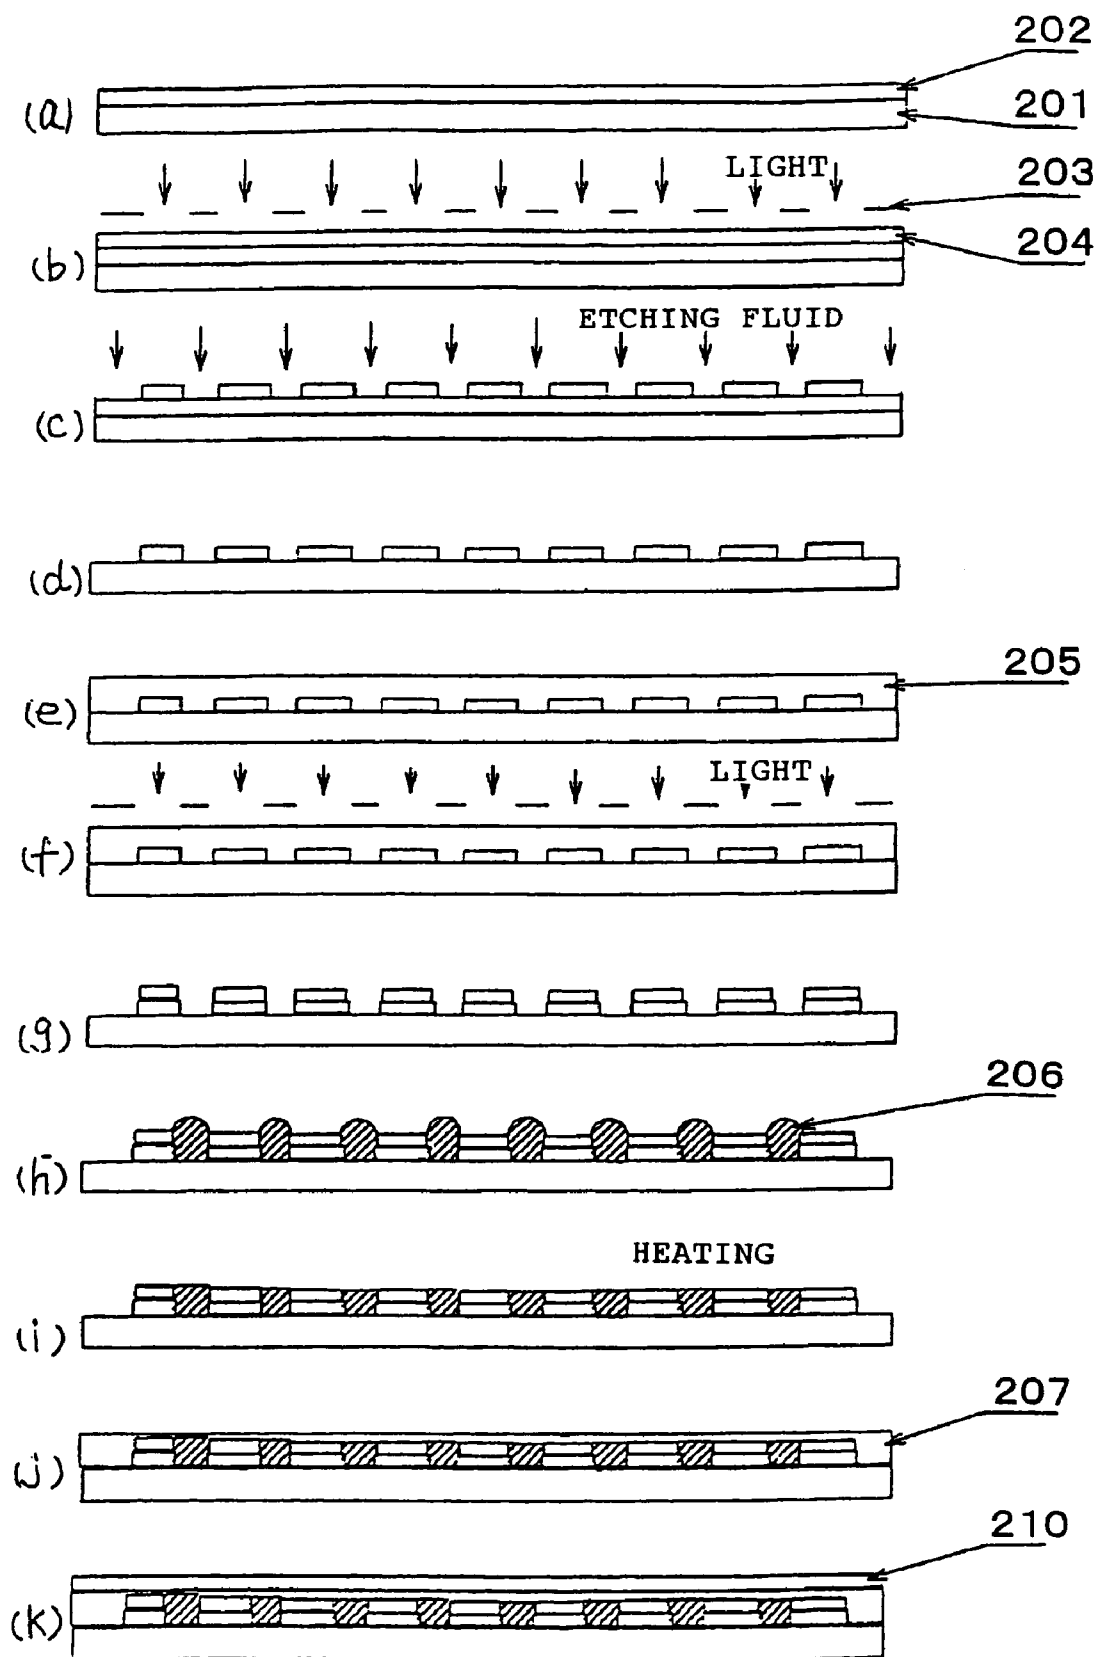 202
(a)
201
LIGHT
203
204
(b)
ETCHING FLUID
(c)
(d)
205
(e)
LIGHT
(f)
(g)
206
(h)
HEATING
(i)
207
(j)
210
(k)